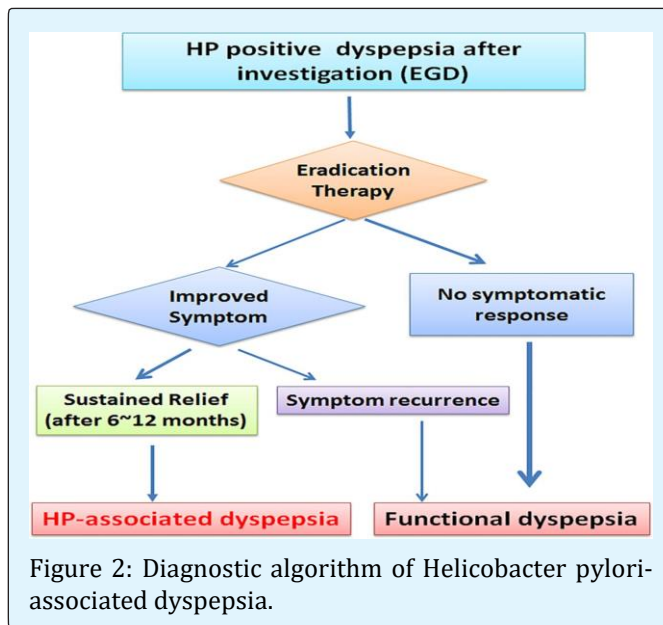 HP positive dyspepsia after
investigation (EGD)
Eradication
Therapy
Improved
Symptom
No symptomatic
response
Sustained Relief
(after 6~12 months)
Symptom recurrence
HP-associated dyspepsia
Functional dyspepsia
Figure 2: Diagnostic algorithm of Helicobacter pylori-
associated dyspepsia.